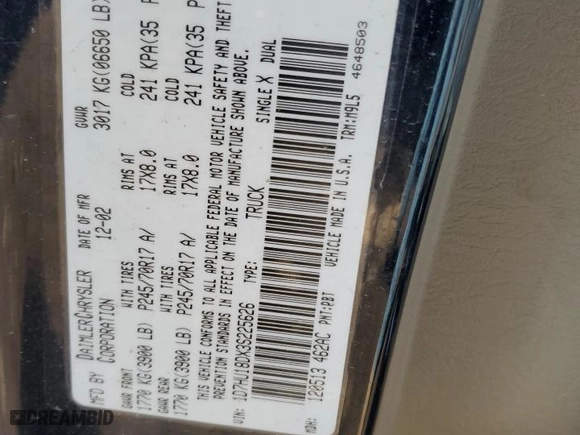 MFD BY DAIMLERCHRYSLER CORPORATION
DATE OF MFR 12-02
GVWR 3017 KG(06650 LB)
GAWR FRONT WITH TIRES RIMS AT COLD
1770 KG(3900 LB) P245/70R17 A/ 17X8.0 241 KPA(35 P
GAWR REAR WITH TIRES RIMS AT COLD
1770 KG(3900 LB) P245/70R17 A/ 17X8.0 241 KPA(35 P
THIS VEHICLE CONFORMS TO ALL APPLICABLE FEDERAL MOTOR VEHICLE SAFETY AND THEFT
PREVENTION STANDARDS IN EFFECT ON THE DATE OF MANUFACTURE SHOWN ABOVE.
VIN: 1D7HU18DX3S225626 TYPE: TRUCK SINGLE X DUAL
MDH: 120513 462AC PNT:PBT VEHICLE MADE IN U.S.A. TRM:M9L5 4648503
DREAMBID